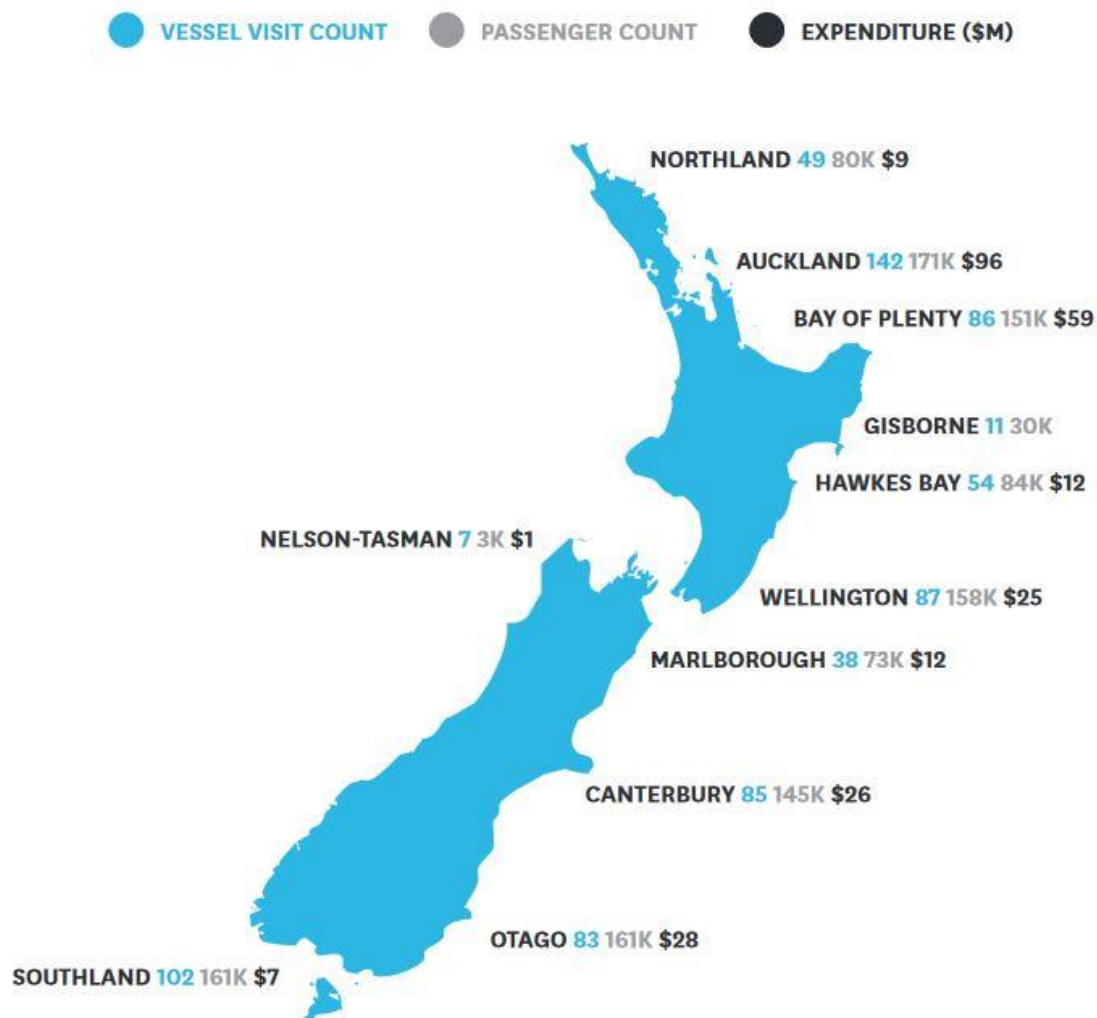 VESSEL VISIT COUNT PASSENGER COUNT EXPENDITURE ($M)
NORTHLAND 49 80K $9
AUCKLAND 142 171K $96
BAY OF PLENTY 86 151K $59
GISBORNE 11 30K
HAWKES BAY 54 84K $12
NELSON-TASMAN 7 3K $1
WELLINGTON 87 158K $25
MARLBOROUGH 38 73K $12
CANTERBURY 85 145K $26
OTAGO 83 161K $28
SOUTHLAND 102 161K $7